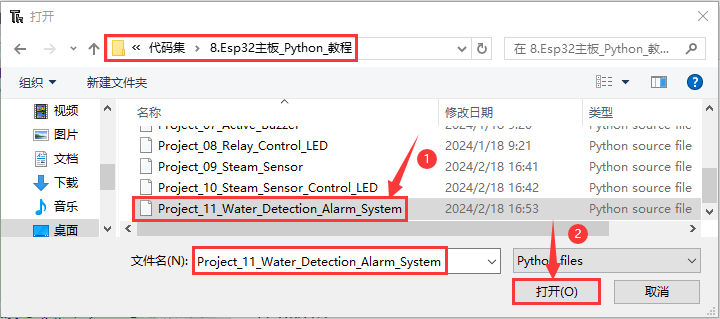 打开
« 代码集 › 8.Esp32主板_Python_教程
在 8.Esp32主板_Python_教...
组织 新建文件夹
名称 修改日期 类型
视频
图片
文档
下载
音乐
桌面
Project_07_Active_Buzzer 2024/1/18 9:20 Python source file
Project_08_Relay_Control_LED 2024/1/18 9:21 Python source file
Project_09_Steam_Sensor 2024/2/18 16:41 Python source file
Project_10_Steam_Sensor_Control_LED 2024/2/18 16:42 Python source file
Project_11_Water_Detection_Alarm_System 2024/2/18 16:53 Python source file
1
2
文件名(N): Project_11_Water_Detection_Alarm_System Python files
打开(O) 取消